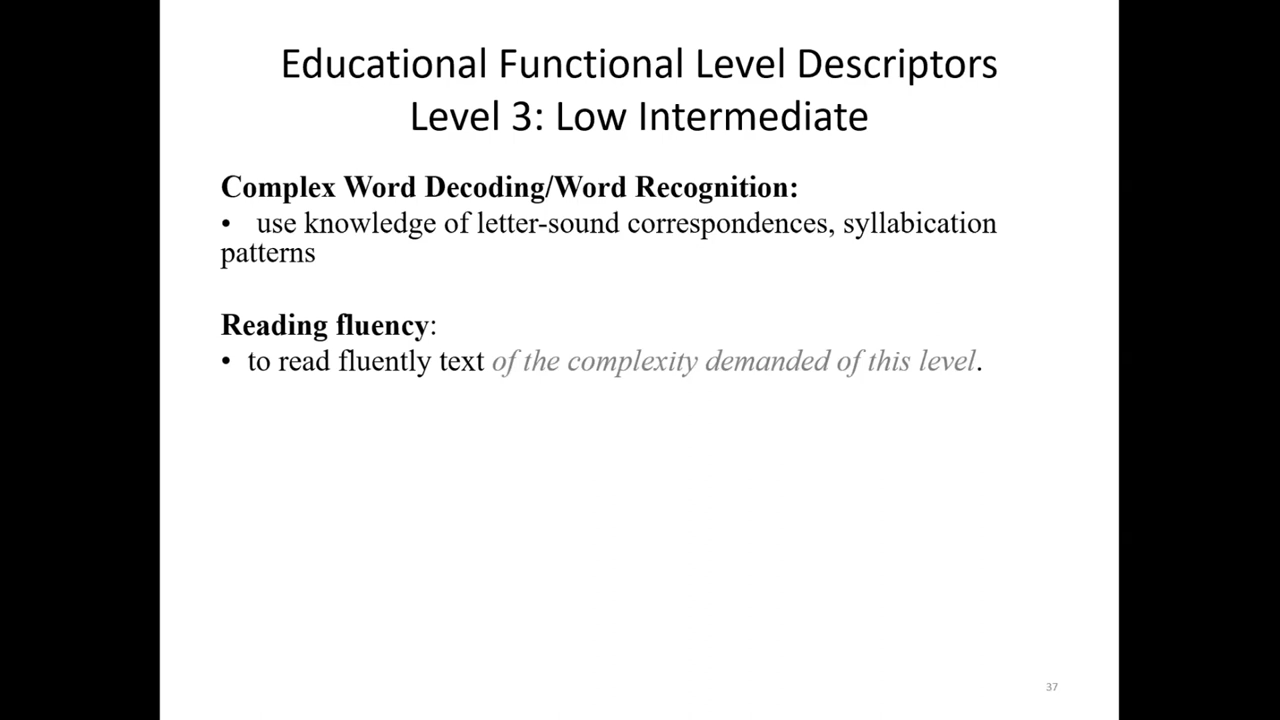 Educational Functional Level Descriptors
Level 3: Low Intermediate
Complex Word Decoding/Word Recognition:
• use knowledge of letter-sound correspondences, syllabication
patterns
Reading fluency:
• to read fluently text of the complexity demanded of this level.
37